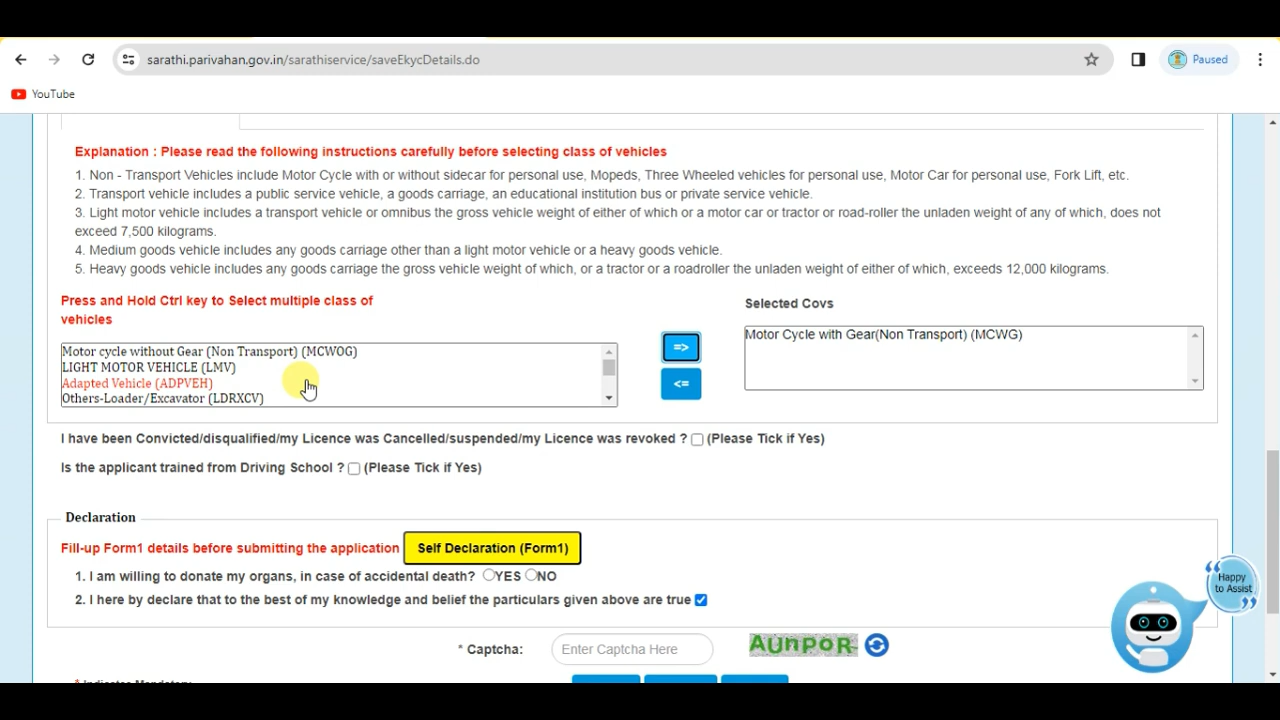 sarathi.parivahan.gov.in/sarathiservice/saveEkycDetails.do
Paused
YouTube
Explanation : Please read the following instructions carefully before selecting class of vehicles
1. Non - Transport Vehicles include Motor Cycle with or without sidecar for personal use, Mopeds, Three Wheeled vehicles for personal use, Motor Car for personal use, Fork Lift, etc.
2. Transport vehicle includes a public service vehicle, a goods carriage, an educational institution bus or private service vehicle.
3. Light motor vehicle includes a transport vehicle or omnibus the gross vehicle weight of either of which or a motor car or tractor or road-roller the unladen weight of any of which, does not
exceed 7,500 kilograms.
4. Medium goods vehicle includes any goods carriage other than a light motor vehicle or a heavy goods vehicle.
5. Heavy goods vehicle includes any goods carriage the gross vehicle weight of which, or a tractor or a roadroller the unladen weight of either of which, exceeds 12,000 kilograms.
Press and Hold Ctrl key to Select multiple class of
vehicles
Motor cycle without Gear (Non Transport) (MCWOG)
LIGHT MOTOR VEHICLE (LMV)
Adapted Vehicle (ADPVEH)
Others-Loader/Excavator (LDRXCV)
=>
<=
Selected Covs
Motor Cycle with Gear(Non Transport) (MCWG)
I have been Convicted/disqualified/my Licence was Cancelled/suspended/my Licence was revoked ? (Please Tick if Yes)
Is the applicant trained from Driving School ? (Please Tick if Yes)
Declaration
Fill-up Form1 details before submitting the application Self Declaration (Form1)
1. I am willing to donate my organs, in case of accidental death? YES NO
2. I here by declare that to the best of my knowledge and belief the particulars given above are true
Happy
to Assist
* Captcha: Enter Captcha Here AUnPOR
* Indicates Mandatory